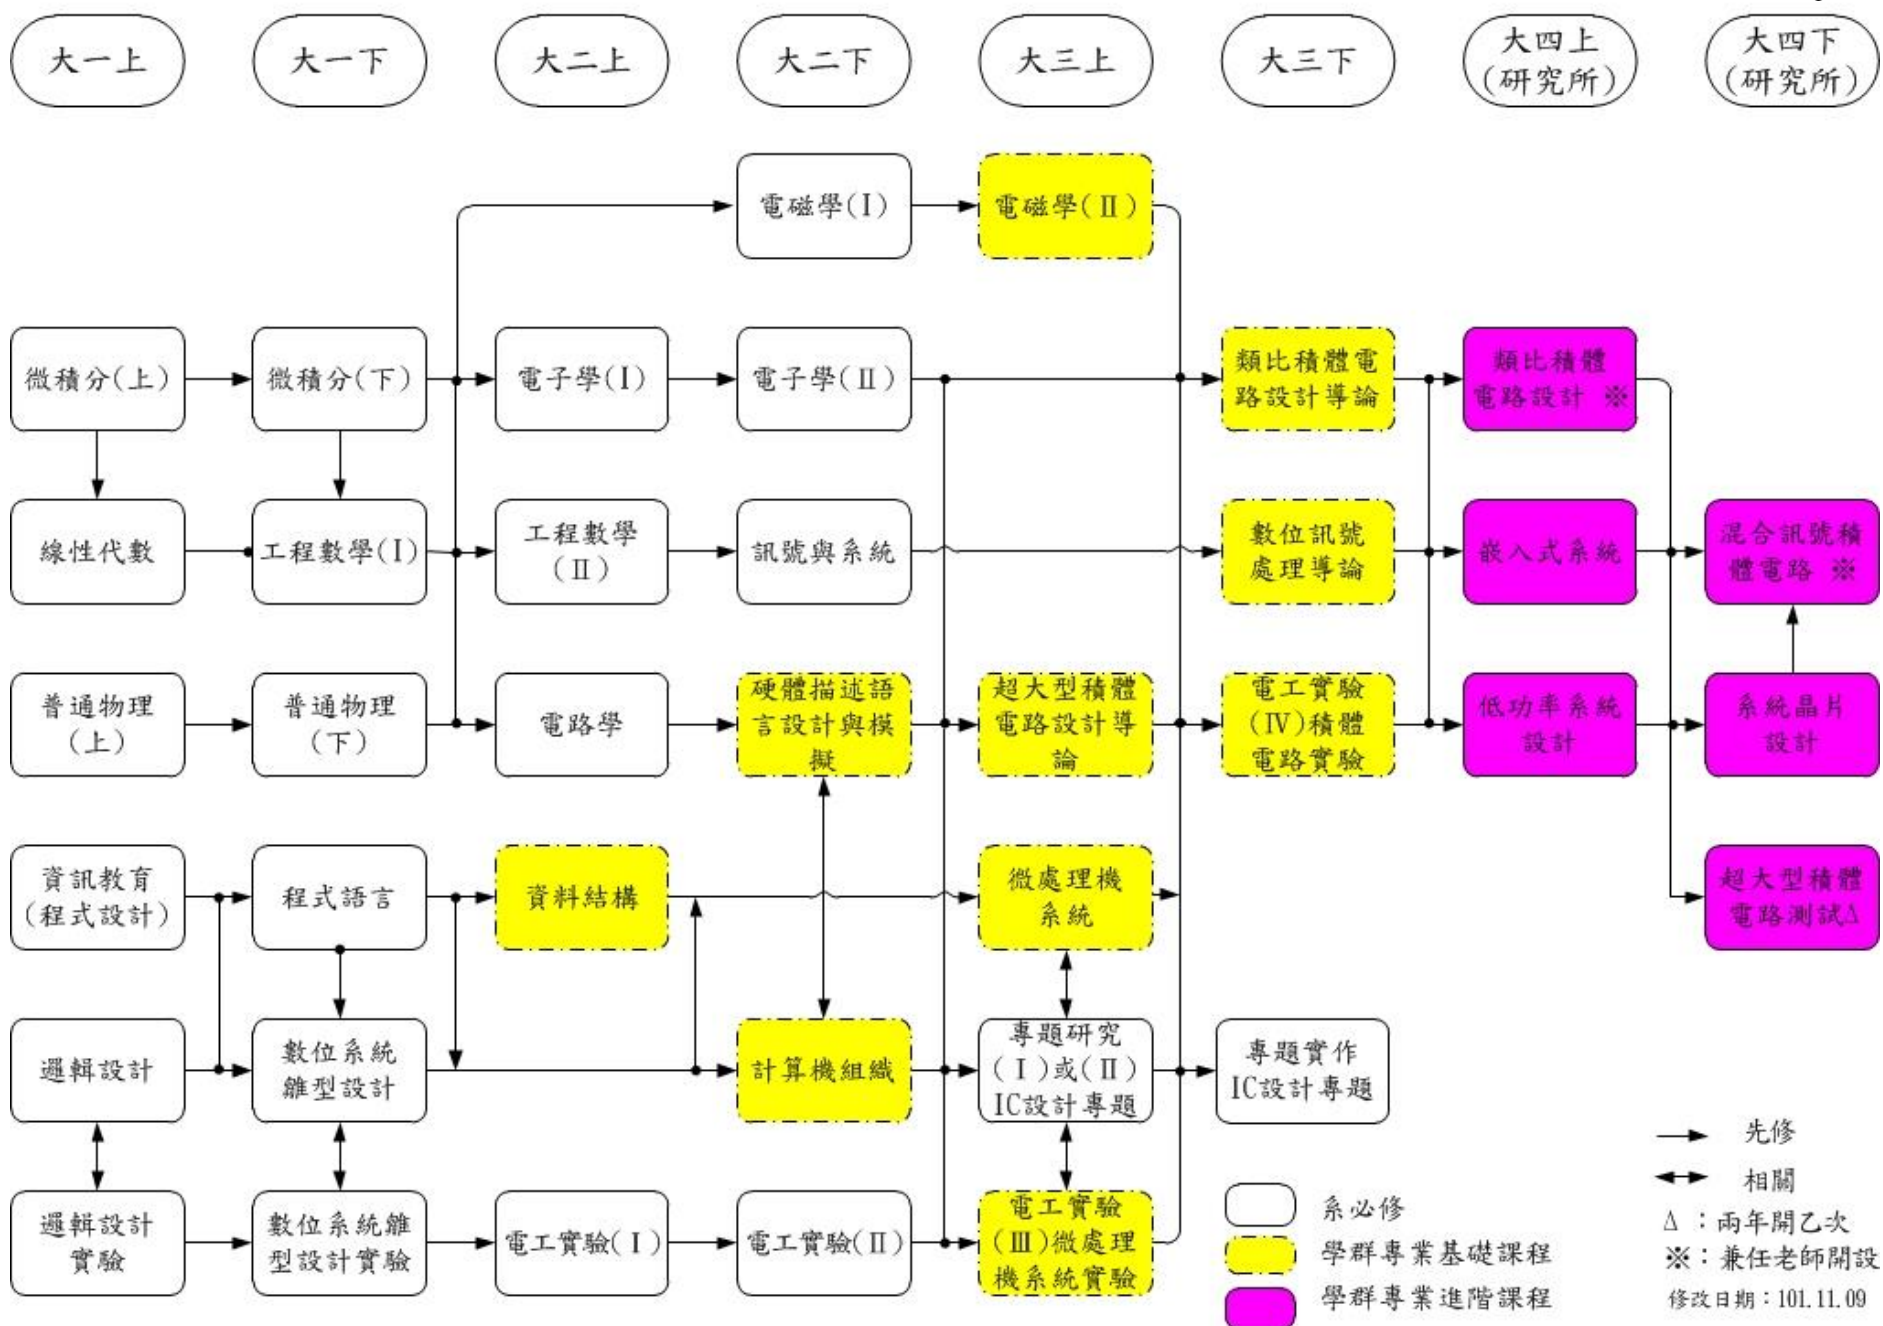 大一上
大一下
大二上
大二下
大三上
大三下
大四上
(研究所)
大四下
(研究所)
電磁學(I)
電磁學(Ⅱ)
微積分(上)
微積分(下)
電子學(I)
電子學(Ⅱ)
類比積體電
路設計導論
類比積體
電路設計 ※
線性代數
工程數學(I)
工程數學
(Ⅱ)
訊號與系統
數位訊號
處理導論
嵌入式系統
混合訊號積
體電路 ※
普通物理
(上)
普通物理
(下)
電路學
硬體描述語
言設計與模
擬
超大型積體
電路設計導
論
電工實驗
(Ⅳ)積體
電路實驗
低功率系統
設計
系統晶片
設計
資訊教育
(程式設計)
程式語言
資料結構
微處理機
系統
超大型積體
電路測試Δ
邏輯設計
數位系統
雛型設計
計算機組織
專題研究
(I)或(Ⅱ)
IC設計專題
專題實作
IC設計專題
邏輯設計
實驗
數位系統雛
型設計實驗
電工實驗(I)
電工實驗(Ⅱ)
電工實驗
(Ⅲ)微處理
機系統實驗
系必修
學群專業基礎課程
學群專業進階課程
先修
相關
Δ：兩年開乙次
※：兼任老師開設
修改日期：101.11.09